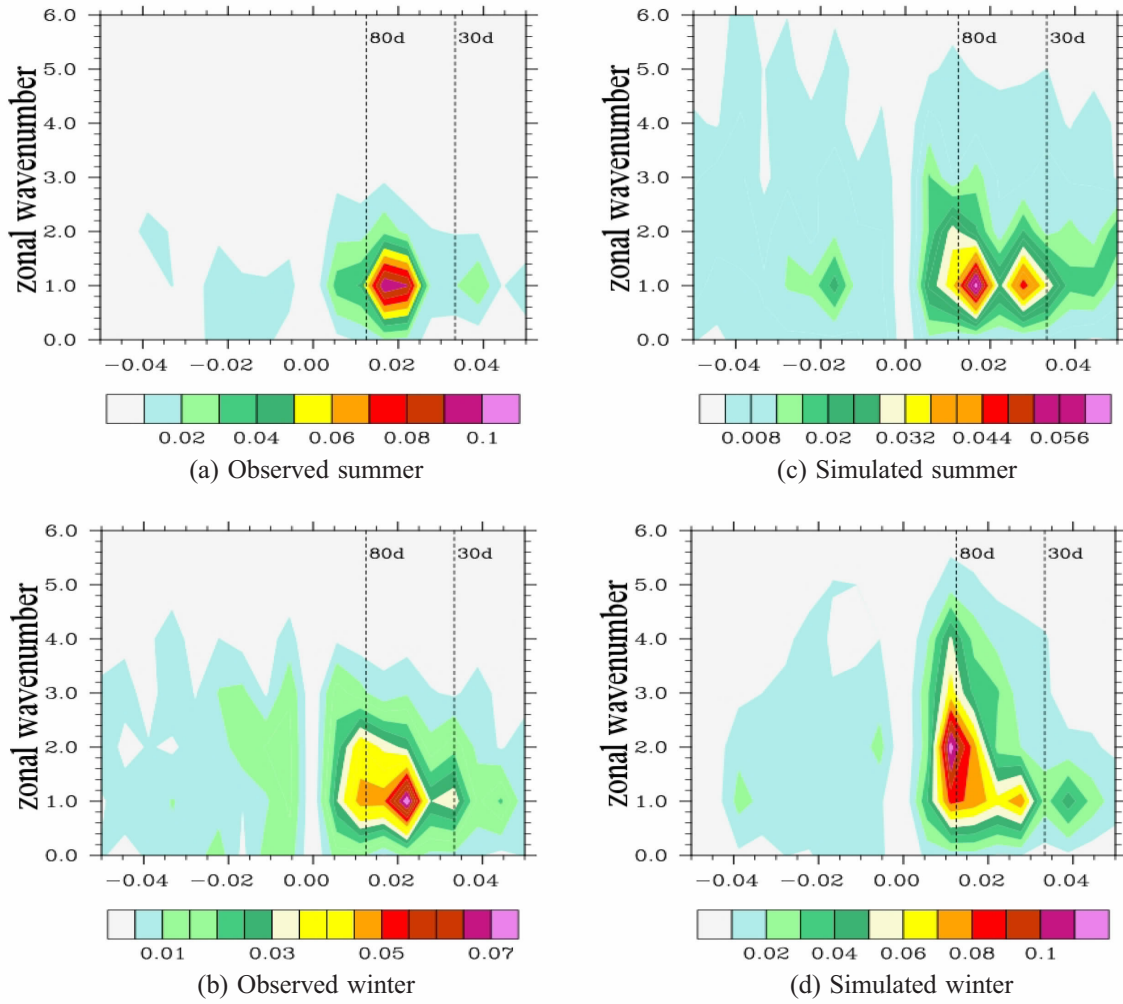 6.0
80d 30d
5.0
4.0
3.0
2.0
1.0
0.0
zonal wavenumber
−0.04 −0.02 0.00 0.02 0.04
0.02 0.04 0.06 0.08 0.1
(a) Observed summer
6.0
80d 30d
5.0
4.0
3.0
2.0
1.0
0.0
zonal wavenumber
−0.04 −0.02 0.00 0.02 0.04
0.008 0.02 0.032 0.044 0.056
(c) Simulated summer
6.0
80d 30d
5.0
4.0
3.0
2.0
1.0
0.0
zonal wavenumber
−0.04 −0.02 0.00 0.02 0.04
0.01 0.03 0.05 0.07
(b) Observed winter
6.0
80d 30d
5.0
4.0
3.0
2.0
1.0
0.0
zonal wavenumber
−0.04 −0.02 0.00 0.02 0.04
0.02 0.04 0.06 0.08 0.1
(d) Simulated winter